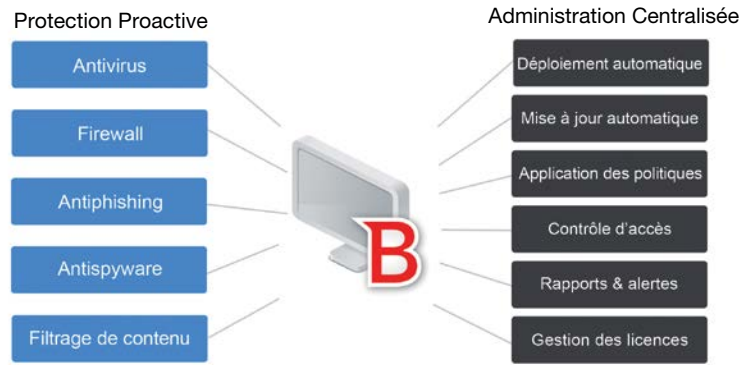 Protection Proactive
Antivirus
Firewall
Antiphishing
Antispyware
Filtrage de contenu
B
Administration Centralisée
Déploiement automatique
Mise à jour automatique
Application des politiques
Contrôle d'accès
Rapports & alertes
Gestion des licences